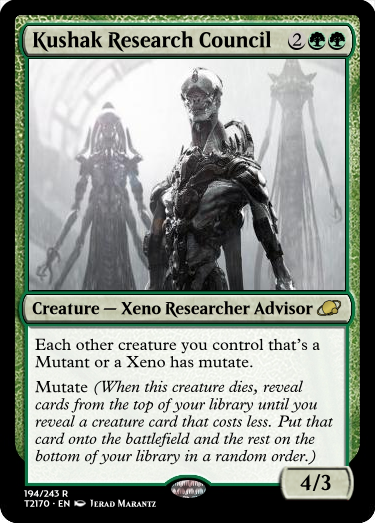 Kushak Research Council 2
Creature — Xeno Researcher Advisor
Each other creature you control that's a
Mutant or a Xeno has mutate.
Mutate (When this creature dies, reveal
cards from the top of your library until you
reveal a creature card that costs less. Put that
card onto the battlefield and the rest on the
bottom of your library in a random order.)
4/3
194/243 R
T2170 • EN Jerad Marantz